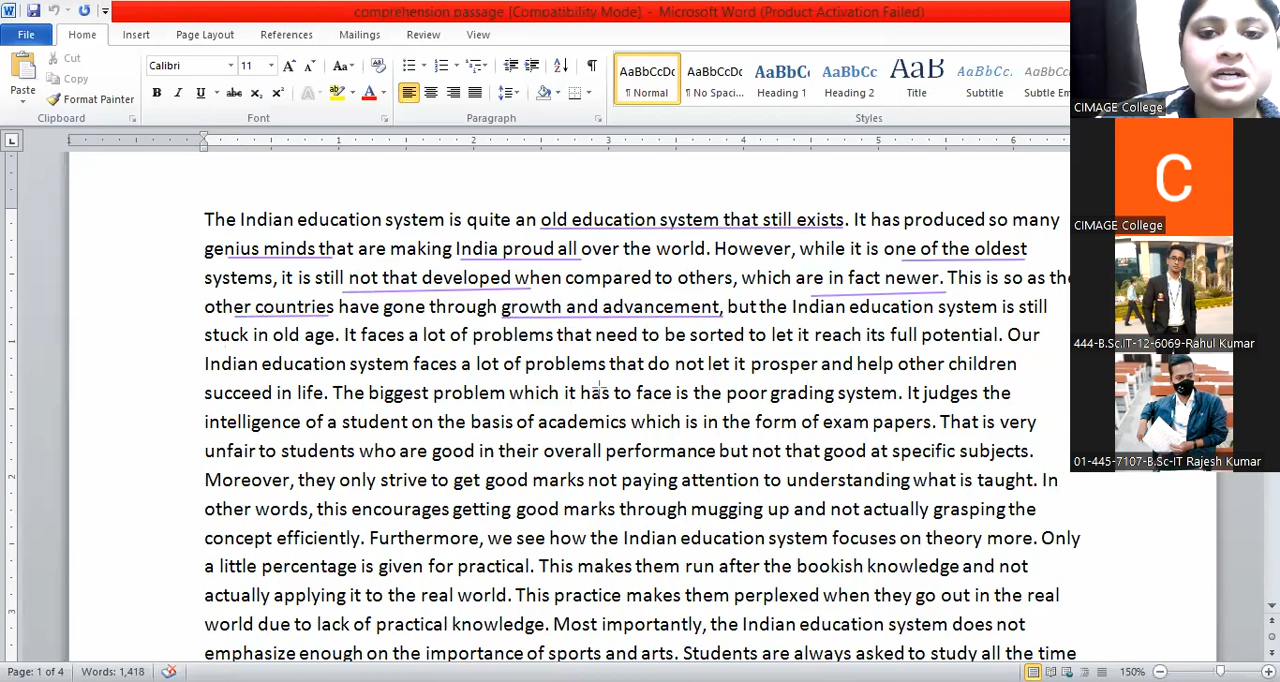 comprehension passage [Compatibility Mode] - Microsoft Word (Product Activation Failed)
File Home Insert Page Layout References Mailings Review View
Cut
Copy
Format Painter
Paste
Calibri 11
Aa
B I U abc x₂ x²
A A
AaBbCcDc AaBbCcDc AaBbCc AaBbCc AaB AaBbCc. AaBbCcDc
¶ Normal ¶ No Spaci... Heading 1 Heading 2 Title Subtitle Subtle Em
Clipboard Font Paragraph Styles
CIMAGE College
1 2 3 4 5 6
C
CIMAGE College
444-B.Sc.IT-12-6069-Rahul Kumar
01-445-7107-B.Sc-IT Rajesh Kumar
The Indian education system is quite an old education system that still exists. It has produced so many
genius minds that are making India proud all over the world. However, while it is one of the oldest
systems, it is still not that developed when compared to others, which are in fact newer. This is so as the
other countries have gone through growth and advancement, but the Indian education system is still
stuck in old age. It faces a lot of problems that need to be sorted to let it reach its full potential. Our
Indian education system faces a lot of problems that do not let it prosper and help other children
succeed in life. The biggest problem which it has to face is the poor grading system. It judges the
intelligence of a student on the basis of academics which is in the form of exam papers. That is very
unfair to students who are good in their overall performance but not that good at specific subjects.
Moreover, they only strive to get good marks not paying attention to understanding what is taught. In
other words, this encourages getting good marks through mugging up and not actually grasping the
concept efficiently. Furthermore, we see how the Indian education system focuses on theory more. Only
a little percentage is given for practical. This makes them run after the bookish knowledge and not
actually applying it to the real world. This practice makes them perplexed when they go out in the real
world due to lack of practical knowledge. Most importantly, the Indian education system does not
emphasize enough on the importance of sports and arts. Students are always asked to study all the time
Page: 1 of 4 Words: 1,418 150%